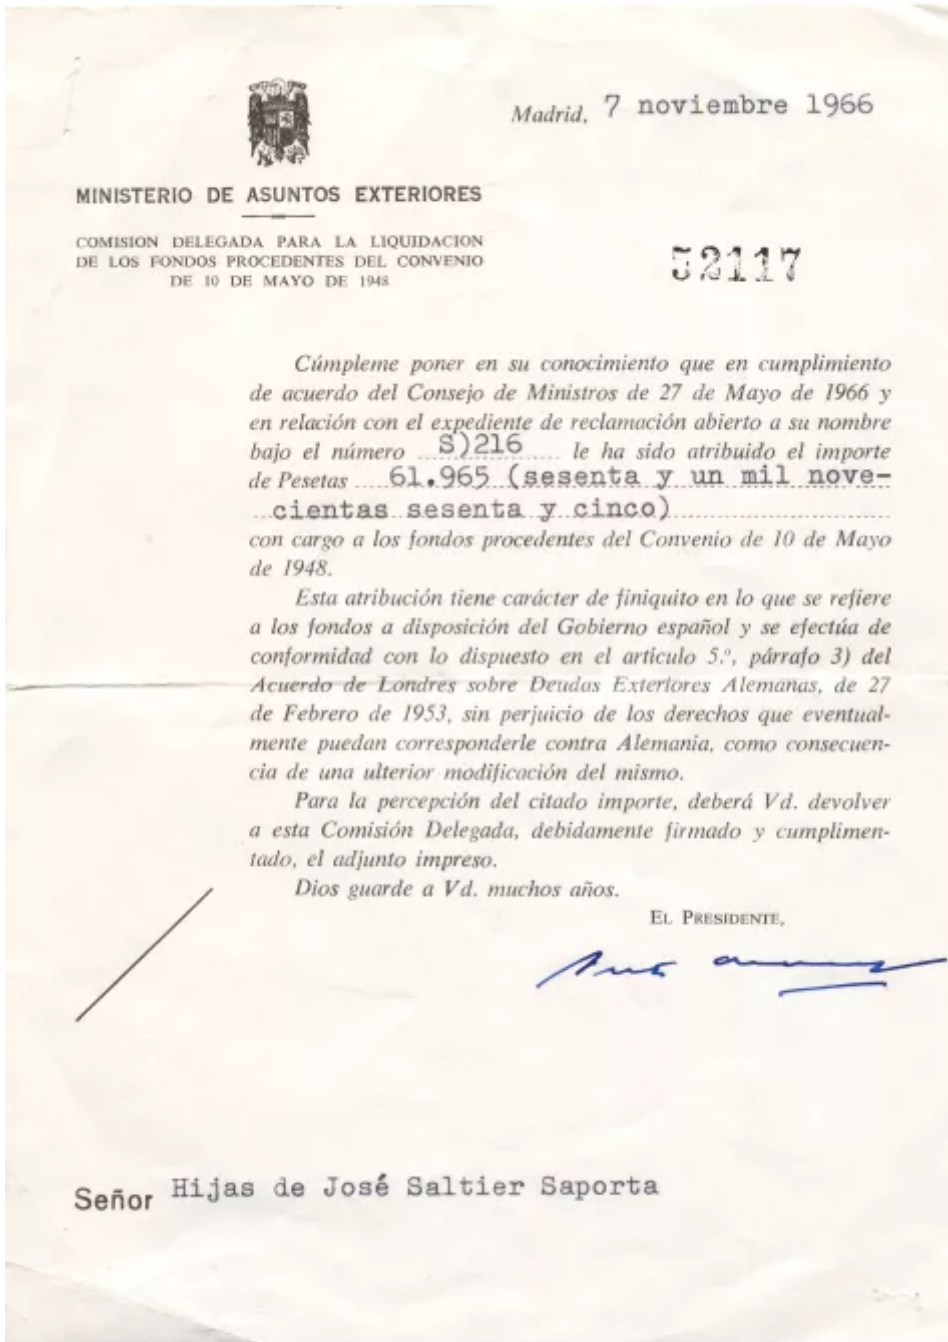 Madrid, 7 noviembre 1966
MINISTERIO DE ASUNTOS EXTERIORES
COMISION DELEGADA PARA LA LIQUIDACION
DE LOS FONDOS PROCEDENTES DEL CONVENIO
DE 10 DE MAYO DE 1948
52117
Cúmpleme poner en su conocimiento que en cumplimiento
de acuerdo del Consejo de Ministros de 27 de Mayo de 1966 y
en relación con el expediente de reclamación abierto a su nombre
bajo el número S)216 le ha sido atribuido el importe
de Pesetas 61.965 (sesenta y un mil nove-
cientas sesenta y cinco)
con cargo a los fondos procedentes del Convenio de 10 de Mayo
de 1948.
Esta atribución tiene carácter de finiquito en lo que se refiere
a los fondos a disposición del Gobierno español y se efectúa de
conformidad con lo dispuesto en el artículo 5.º, párrafo 3) del
Acuerdo de Londres sobre Deudas Exteriores Alemanas, de 27
de Febrero de 1953, sin perjuicio de los derechos que eventual-
mente puedan corresponderle contra Alemania, como consecuen-
cia de una ulterior modificación del mismo.
Para la percepción del citado importe, deberá Vd. devolver
a esta Comisión Delegada, debidamente firmado y cumplimen-
tado, el adjunto impreso.
Dios guarde a Vd. muchos años.
EL PRESIDENTE,
Señor Hijas de José Saltier Saporta